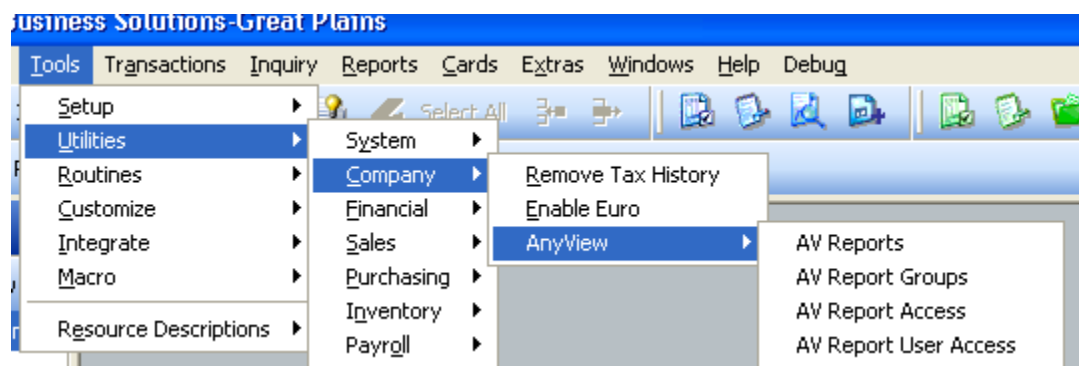 Business Solutions-Great Plains
Tools Transactions Inquiry Reports Cards Extras Windows Help Debug
Select All
Setup
Utilities
Routines
Customize
Integrate
Macro
Resource Descriptions
System
Company
Financial
Sales
Purchasing
Inventory
Payroll
Remove Tax History
Enable Euro
AnyView
AV Reports
AV Report Groups
AV Report Access
AV Report User Access